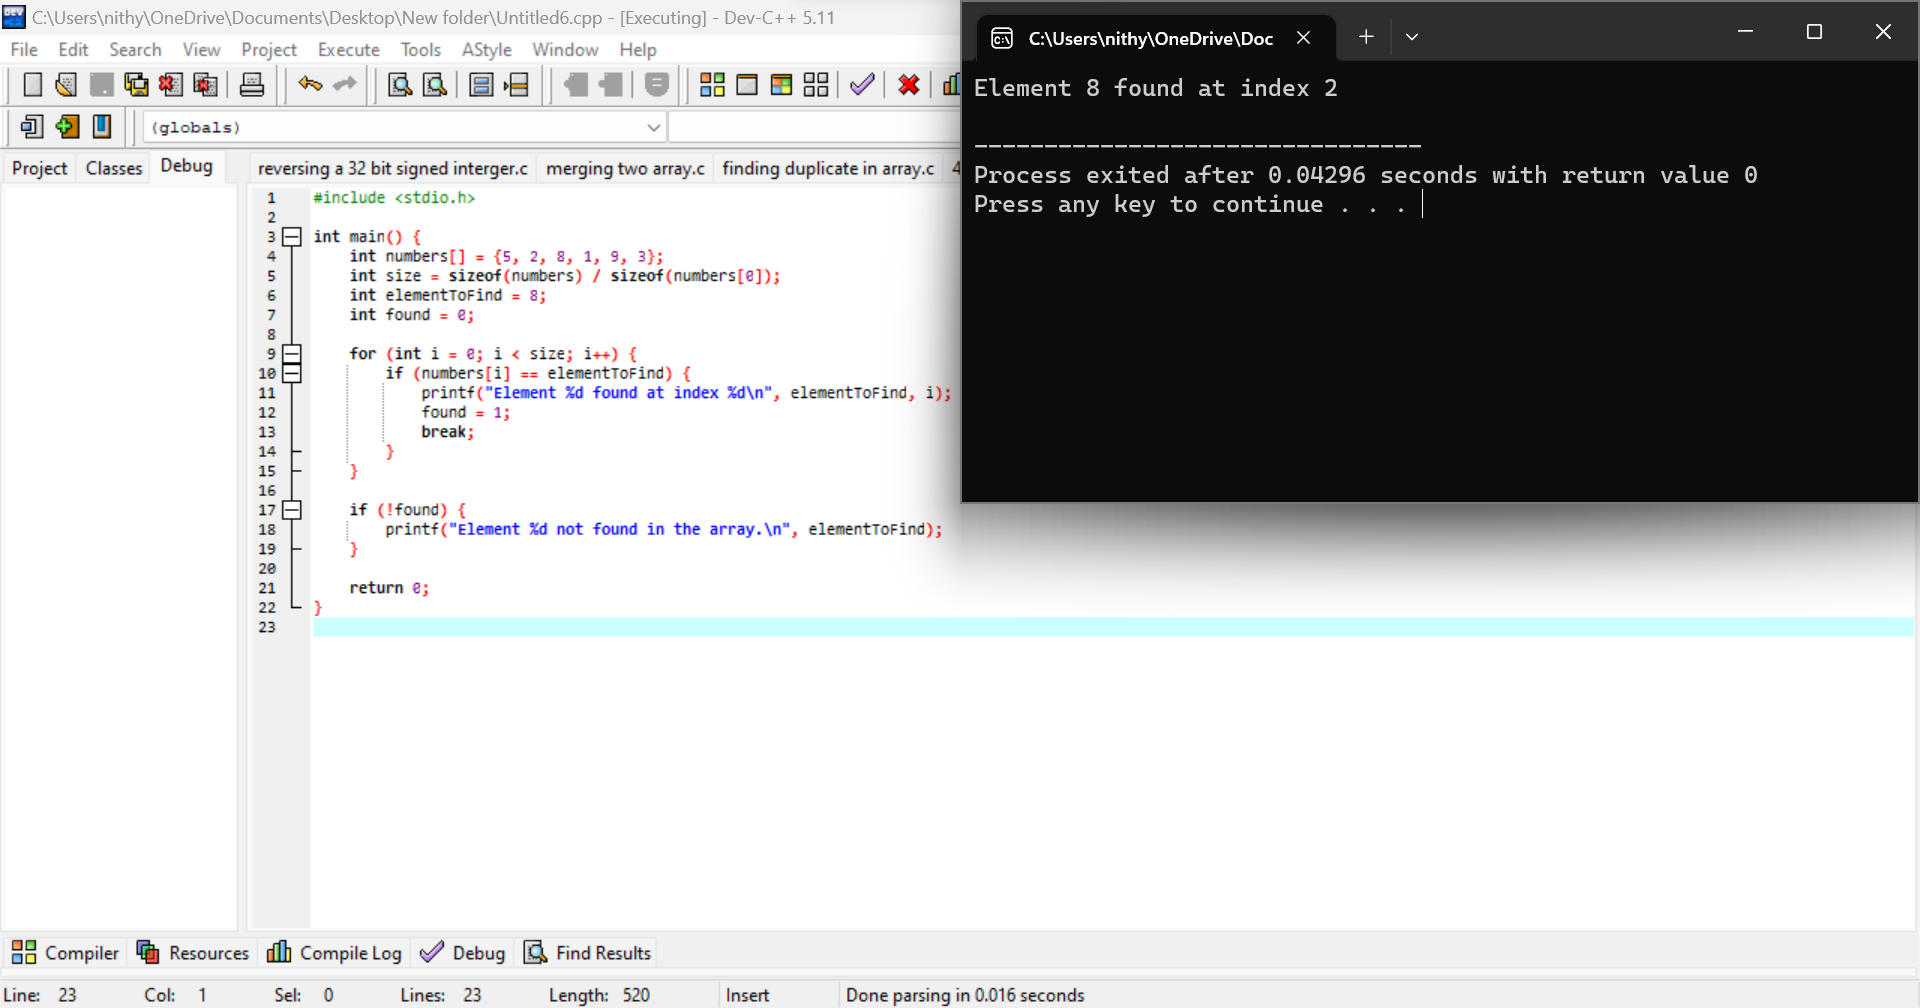 C:\Users\nithy\OneDrive\Documents\Desktop\New folder\Untitled6.cpp - [Executing] - Dev-C++ 5.11
File Edit Search View Project Execute Tools AStyle Window Help
(globals)
Project Classes Debug
reversing a 32 bit signed interger.c merging two array.c finding duplicate in array.c 4
1 #include <stdio.h>
2
3 int main() {
4     int numbers[] = {5, 2, 8, 1, 9, 3};
5     int size = sizeof(numbers) / sizeof(numbers[0]);
6     int elementToFind = 8;
7     int found = 0;
8
9     for (int i = 0; i < size; i++) {
10         if (numbers[i] == elementToFind) {
11             printf("Element %d found at index %d\n", elementToFind, i);
12             found = 1;
13             break;
14         }
15     }
16
17     if (!found) {
18         printf("Element %d not found in the array.\n", elementToFind);
19     }
20
21     return 0;
22 }
23
C:\Users\nithy\OneDrive\Doc
Element 8 found at index 2
--------------------------------
Process exited after 0.04296 seconds with return value 0
Press any key to continue . . .
Compiler Resources Compile Log Debug Find Results
Line: 23 Col: 1 Sel: 0 Lines: 23 Length: 520 Insert Done parsing in 0.016 seconds